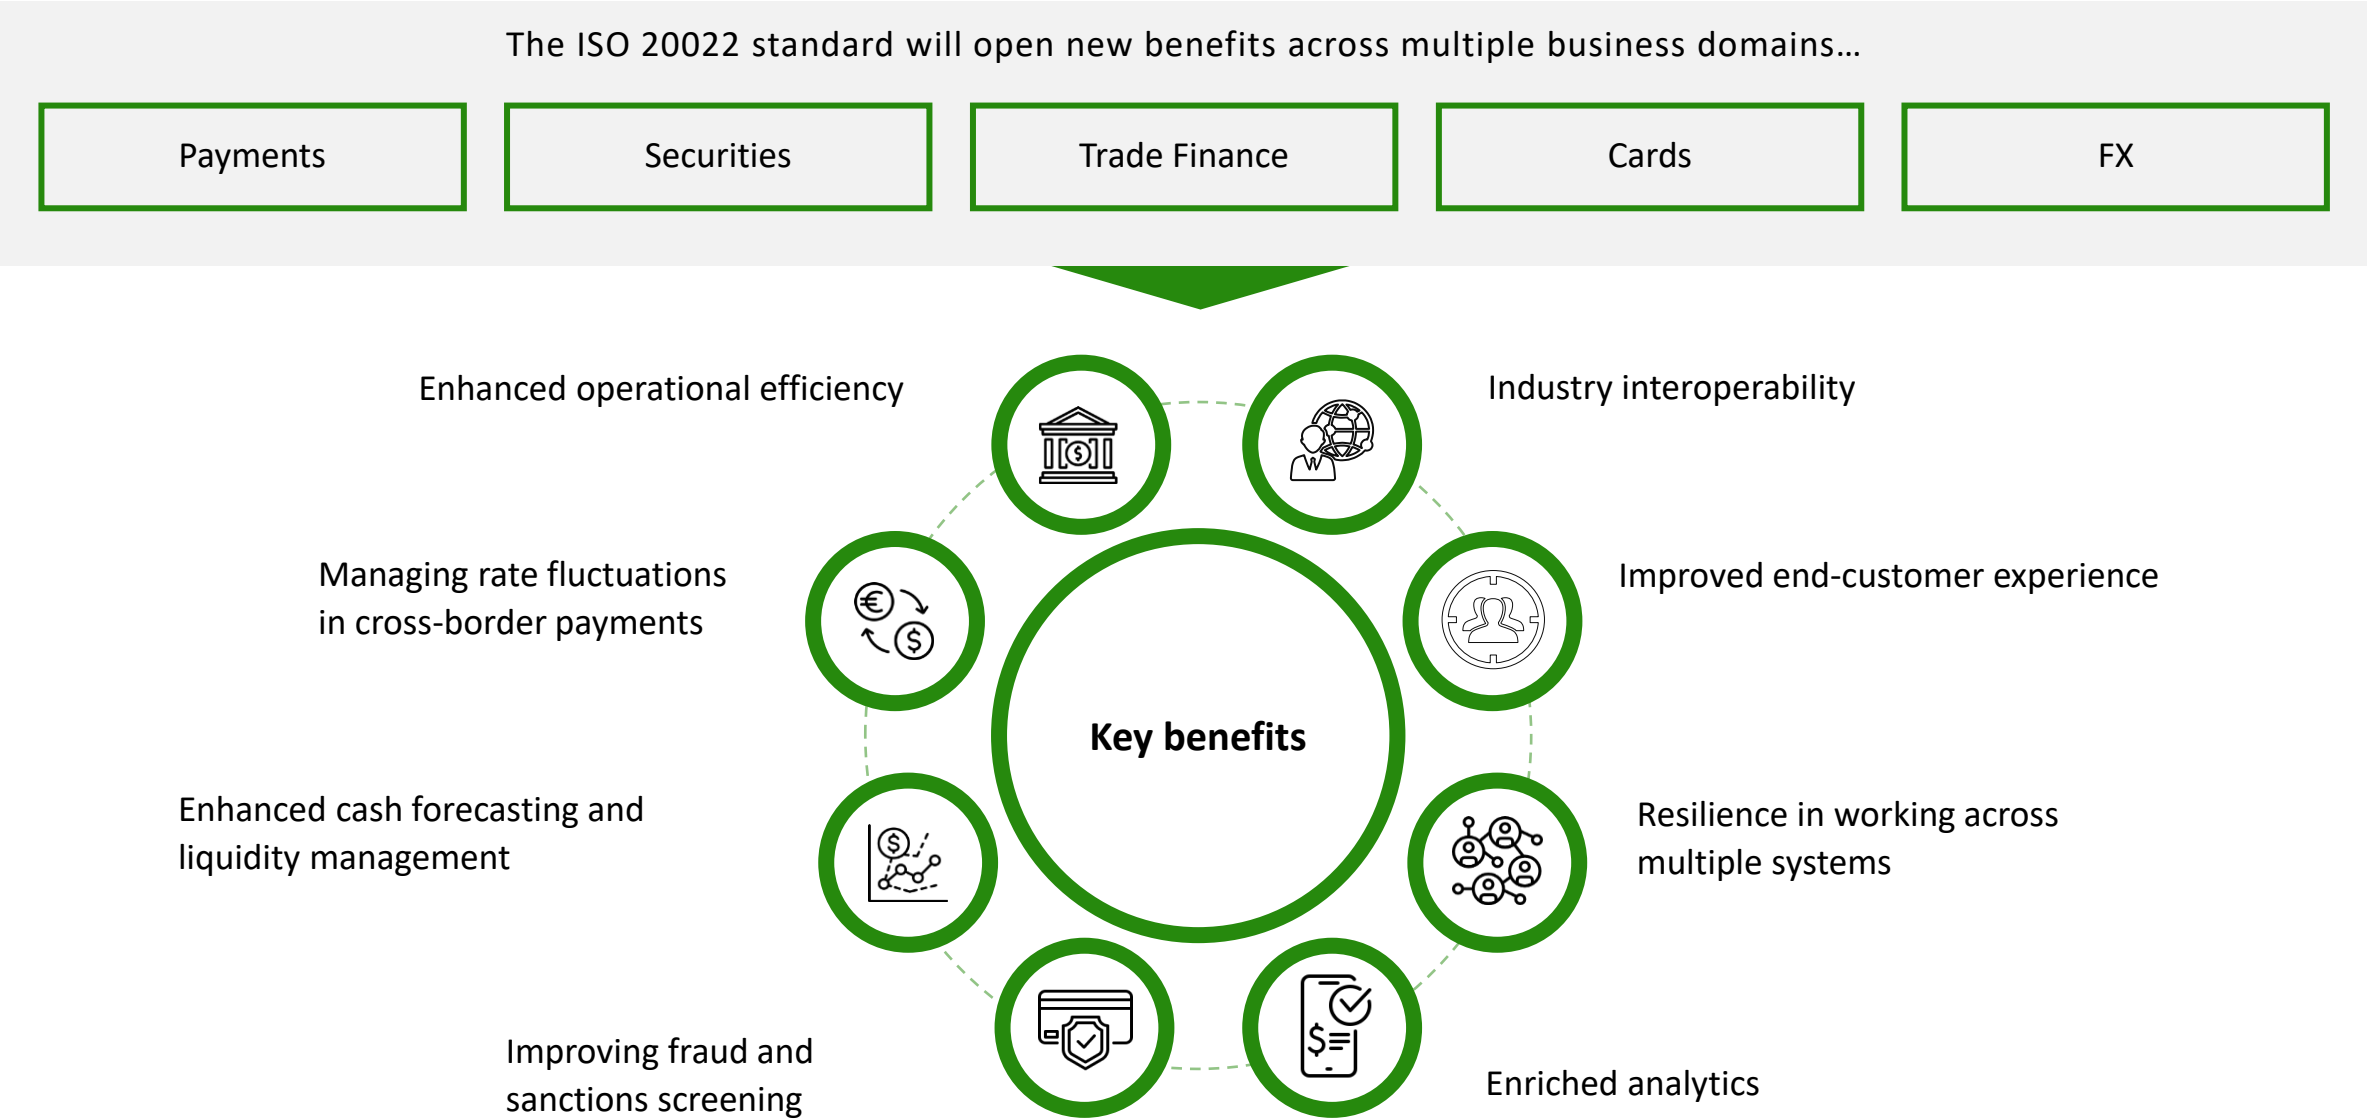 The ISO 20022 standard will open new benefits across multiple business domains…
Payments
Securities
Trade Finance
Cards
FX
Enhanced operational efficiency
Industry interoperability
Managing rate fluctuations
in cross-border payments
Improved end-customer experience
Key benefits
Enhanced cash forecasting and
liquidity management
Resilience in working across
multiple systems
Improving fraud and
sanctions screening
Enriched analytics